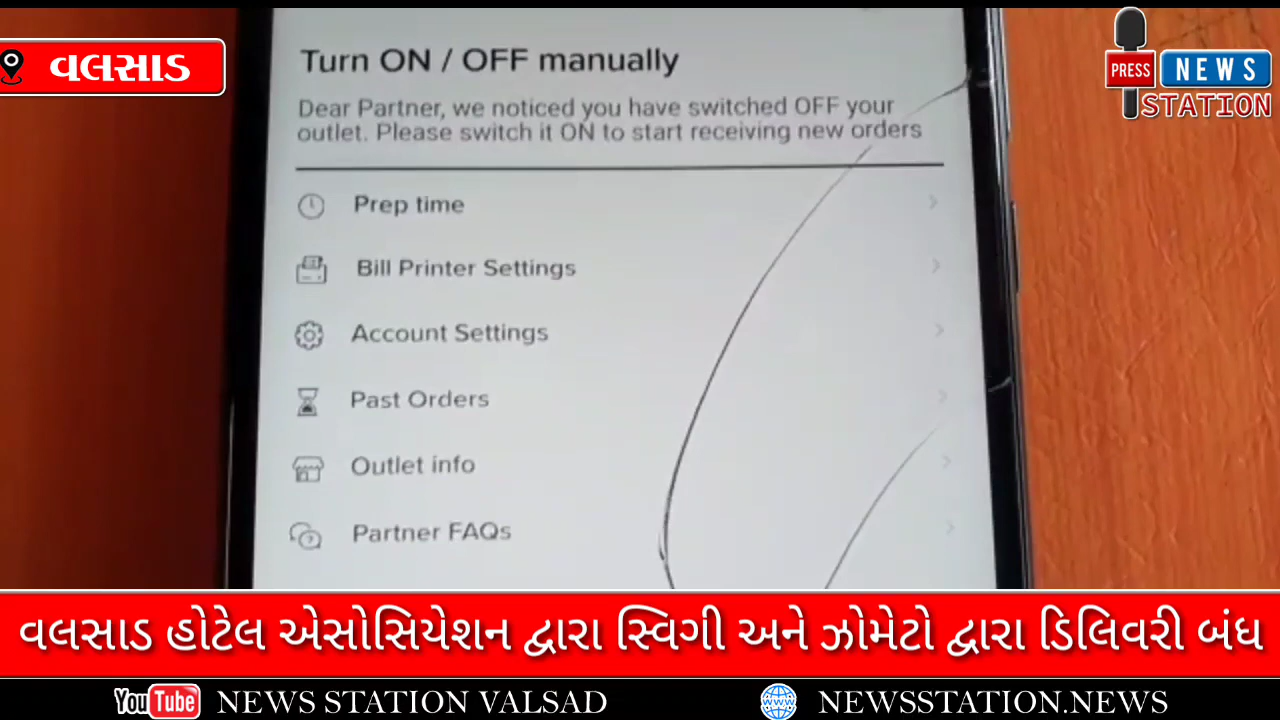 વલસાડ
PRESS NEWS
STATION
Turn ON / OFF manually
Dear Partner, we noticed you have switched OFF your
outlet. Please switch it ON to start receiving new orders
Prep time
Bill Printer Settings
Account Settings
Past Orders
Outlet info
Partner FAQs
વલસાડ હોટેલ એસોસિયેશન દ્વારા સ્વિગી અને ઝોમેટો દ્વારા ડિલિવરી બંધ
YouTube NEWS STATION VALSAD
www NEWSSTATION.NEWS